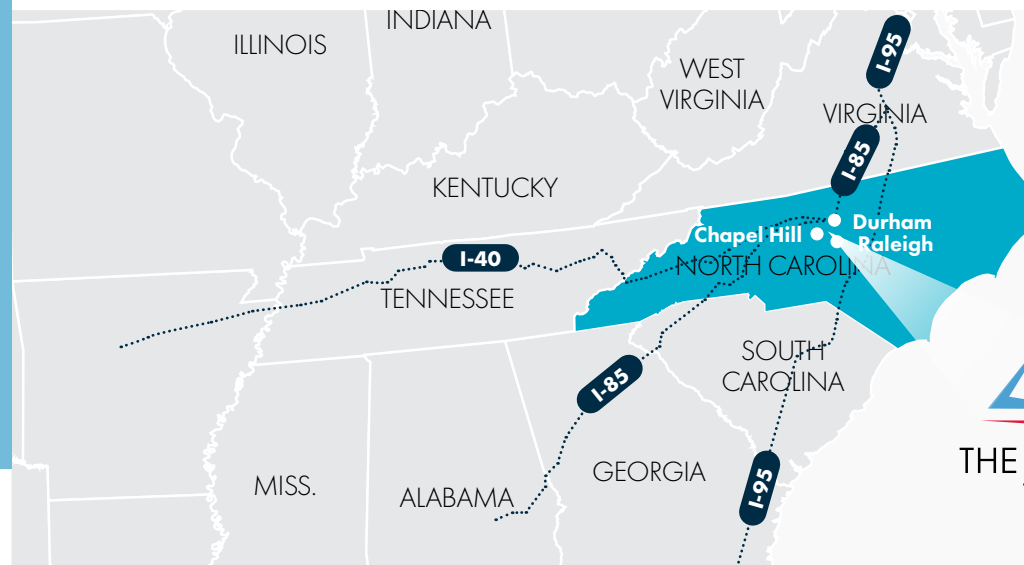 INDIANA
ILLINOIS
I-95
WEST
VIRGINIA
VIRGINIA
I-85
KENTUCKY
Durham
Chapel Hill
Raleigh
I-40
NORTH CAROLINA
TENNESSEE
SOUTH
CAROLINA
I-85
THE
GEORGIA
I-95
MISS.
ALABAMA